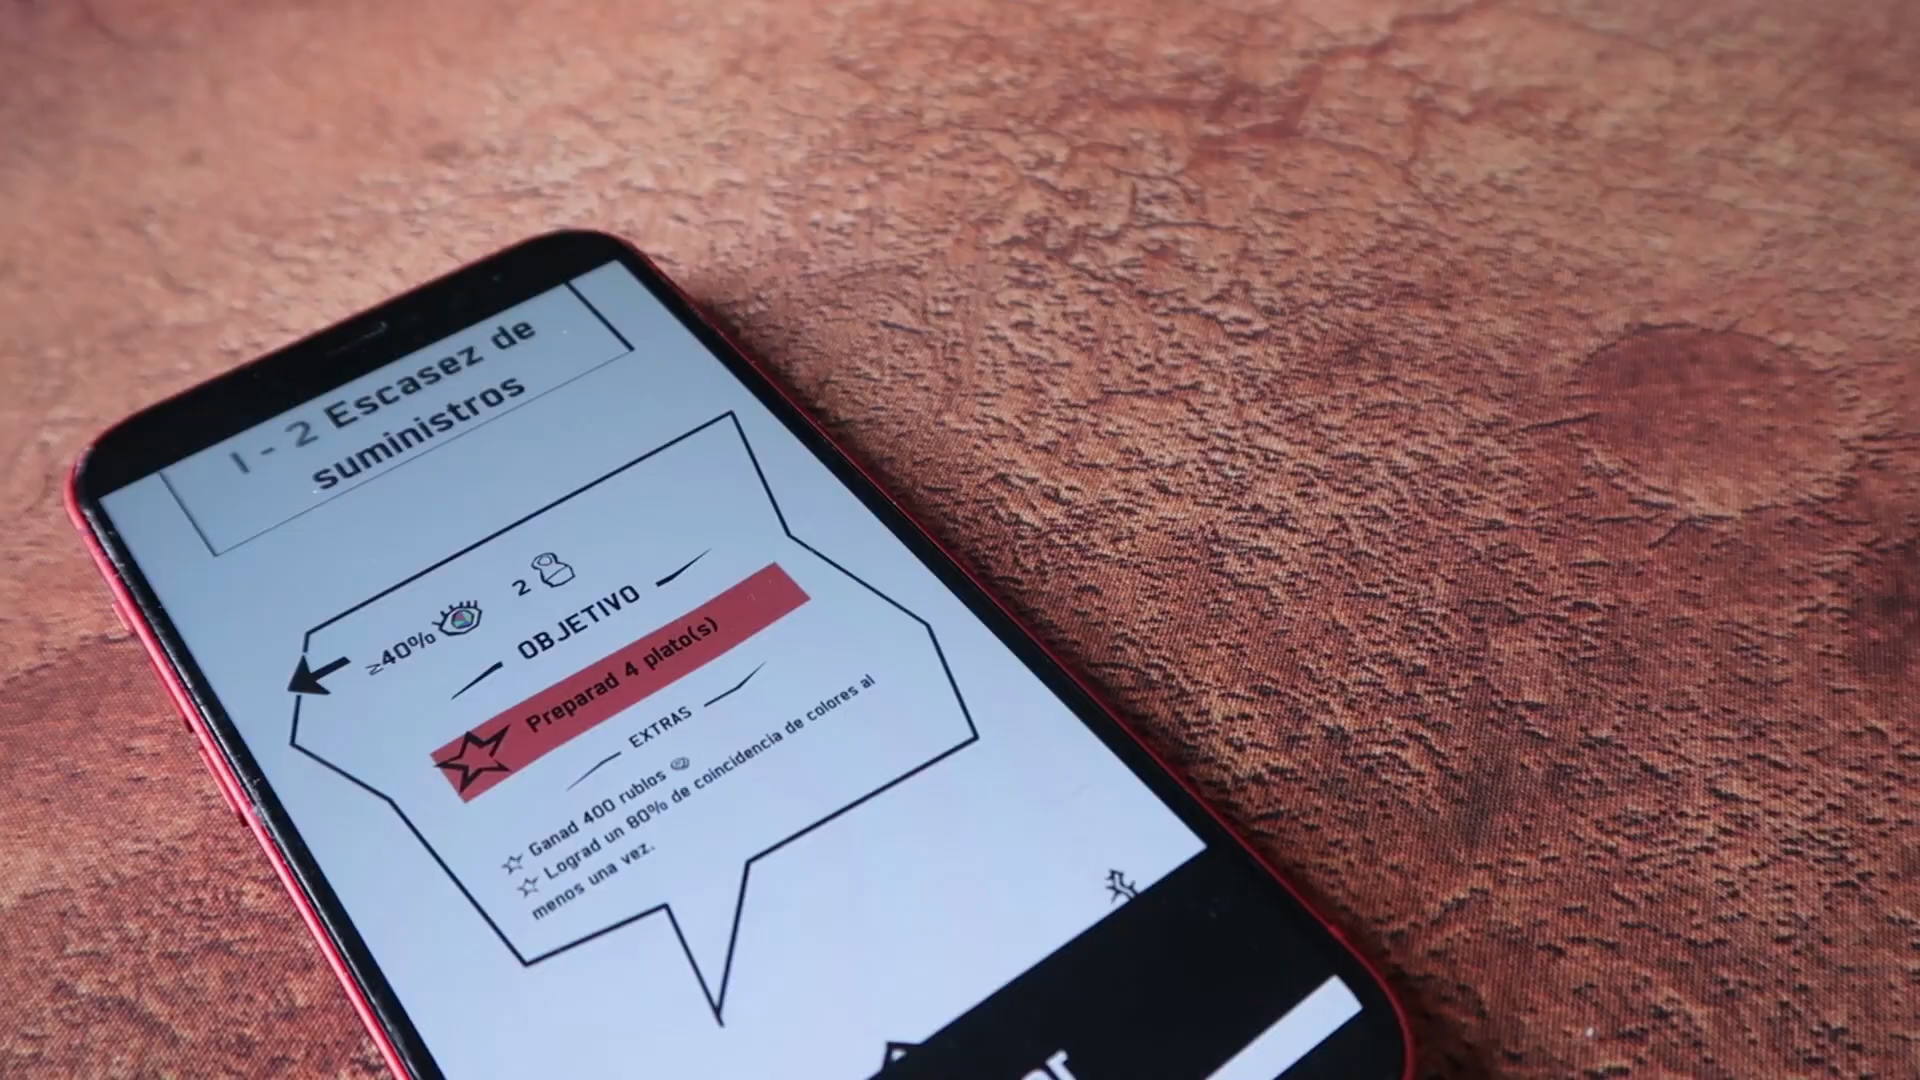 1 - 2 Escasez de
suministros
≥40% 2
OBJETIVO
Preparad 4 plato(s)
EXTRAS
Ganad 400 rublos
Lograd un 80% de coincidencia de colores al
menos una vez.